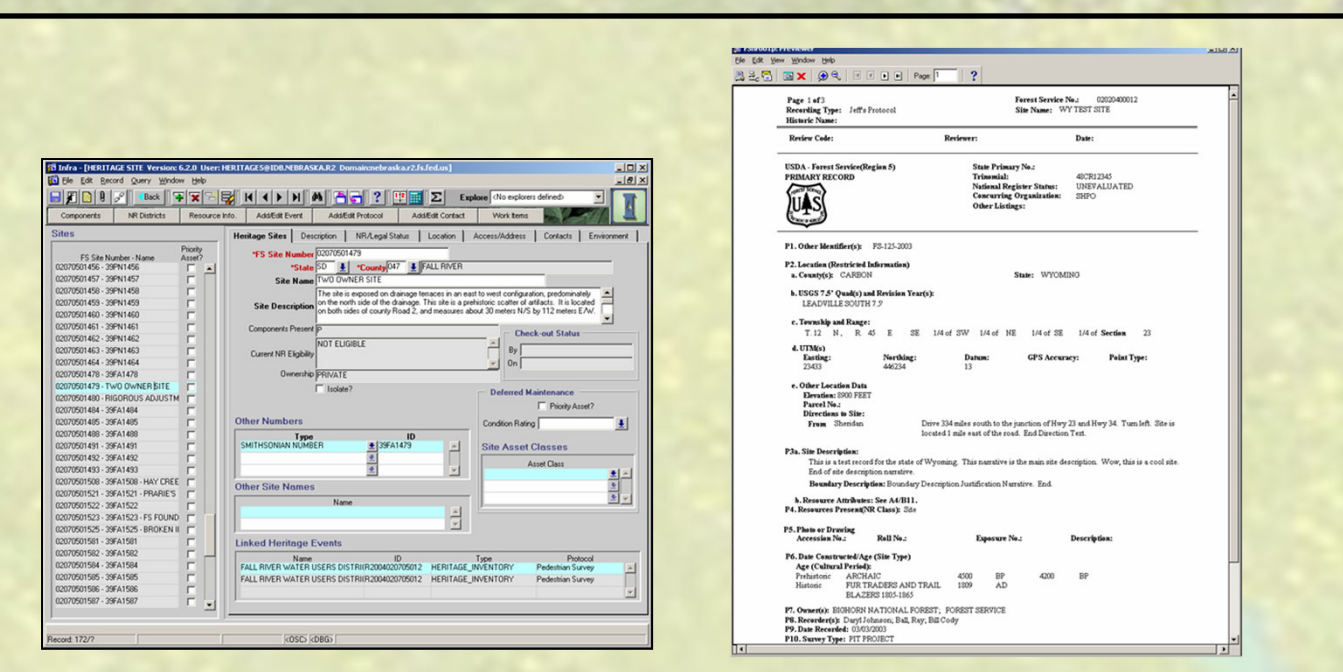 Infra - [HERITAGE SITE Version: 6.2.0 User: HERITAGES@IDB.NEBRASKA.R2 Domain:nebraska.r2.fs.fed.us]
File Edit Record Query Window Help
Back Explore (No explorers defined)
Components NR Districts Resource Info. Add/Edit Event Add/Edit Protocol Add/Edit Contact Work Items
Sites
FS Site Number - Name Priority Asset?
02070501456 - 39PN1456
02070501457 - 39PN1457
02070501458 - 39PN1458
02070501459 - 39PN1459
02070501460 - 39PN1460
02070501461 - 39PN1461
02070501462 - 39PN1462
02070501463 - 39PN1463
02070501464 - 39PN1464
02070501478 - 39FA1478
02070501479 - TWO OWNER SITE
02070501480 - RIGOROUS ADJUSTM
02070501484 - 39FA1484
02070501485 - 39FA1485
02070501488 - 39FA1488
02070501491 - 39FA1491
02070501492 - 39FA1492
02070501493 - 39FA1493
02070501508 - 39FA1508 - HAY CREE
02070501521 - 39FA1521 - PRARIE'S
02070501522 - 39FA1522
02070501523 - 39FA1523 - FS FOUND
02070501525 - 39FA1525 - BROKEN
02070501581 - 39FA1581
02070501582 - 39FA1582
02070501584 - 39FA1584
02070501585 - 39FA1585
02070501586 - 39FA1586
02070501587 - 39FA1587
Heritage Sites Description NR/Legal Status Location Access/Address Contacts Environment
*FS Site Number 02070501479
*State SD *County 047 FALL RIVER
Site Name TWO OWNER SITE
Site Description The site is exposed on drainage terraces in an east to west configuration, predominately
on the north side of the drainage. This site is a prehistoric scatter of artifacts. It is located
on both sides of county Road 2, and measures about 30 meters N/S by 112 meters E/W.
Components Present P
Current NR Eligibility NOT ELIGIBLE
Ownership PRIVATE
Isolate?
Check-out Status
By
On
Deferred Maintenance
Priority Asset?
Condition Rating
Other Numbers
Type ID
SMITHSONIAN NUMBER 39FA1479
Site Asset Classes
Asset Class
Other Site Names
Name
Linked Heritage Events
Name ID Type Protocol
FALL RIVER WATER USERS DISTRI R2004020705012 HERITAGE_INVENTORY Pedestrian Survey
FALL RIVER WATER USERS DISTRI R2004020705012 HERITAGE_INVENTORY Pedestrian Survey
Record: 172/? <OSC> <DBG>
Previewer
File Edit View Window Help
Page: 1
Page 1 of 3 Forest Service No.: 02020400012
Recording Type: Jeff's Protocol Site Name: WY TEST SITE
Historic Name:
Review Code: Reviewer: Date:
USDA - Forest Service(Region 5) State Primary No.:
PRIMARY RECORD Trinomial: 48CR12345
National Register Status: UNEVALUATED
Concurring Organization: SHPO
Other Listings:
UAS
P1. Other Identifier(s): FS-125-2003
P2. Location (Restricted Information)
a. County(s): CARBON State: WYOMING
b. USGS 7.5' Quad(s) and Revision Year(s):
LEADVILLE SOUTH 7.5'
c. Township and Range:
T. 12 N, R. 45 E SE 1/4 of SW 1/4 of NE 1/4 of SE 1/4 of Section 23
d. UTM(s)
Easting: Northing: Datum: GPS Accuracy: Point Type:
23433 446234 13
e. Other Location Data
Elevation: 8900 FEET
Parcel No.:
Directions to Site:
From Sheridan Drive 334 miles south to the junction of Hwy 23 and Hwy 34. Turn left. Site is
located 1 mile east of the road. End Direction Text.
P3a. Site Description:
This is a test record for the state of Wyoming. This narrative is the main site description. Wow, this is a cool site.
End of site description narrative.
Boundary Description: Boundary Description Justification Narrative. End.
b. Resource Attributes: See A4/B11.
P4. Resources Present(NR Class): Site
P5. Photo or Drawing
Accession No.: Roll No.: Exposure No.: Description:
P6. Date Constructed/Age (Site Type)
Age (Cultural Period):
Prehistoric ARCHAIC 4500 BP 4200 BP
Historic FUR TRADERS AND TRAIL 1809 AD
BLAZERS 1805-1865
P7. Owner(s): BIGHORN NATIONAL FOREST; FOREST SERVICE
P8. Recorder(s): Daryl Johnson; Ball, Ray; Bill Cody
P9. Date Recorded: 03/03/2003
P10. Survey Type: PIT PROJECT